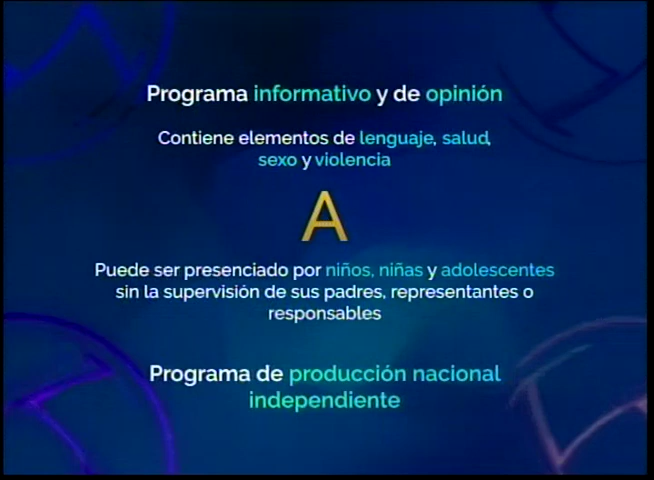 Programa informativo y de opinión
Contiene elementos de lenguaje, salud,
sexo y violencia
A
Puede ser presenciado por niños, niñas y adolescentes
sin la supervisión de sus padres, representantes o
responsables
Programa de producción nacional
independiente